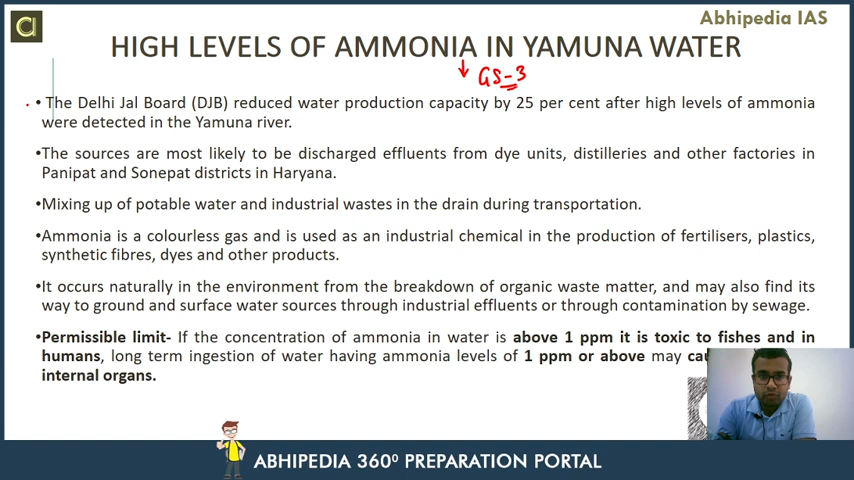 Abhipedia IAS
HIGH LEVELS OF AMMONIA IN YAMUNA WATER
GS-3
• The Delhi Jal Board (DJB) reduced water production capacity by 25 per cent after high levels of ammonia
were detected in the Yamuna river.
•The sources are most likely to be discharged effluents from dye units, distilleries and other factories in
Panipat and Sonepat districts in Haryana.
•Mixing up of potable water and industrial wastes in the drain during transportation.
•Ammonia is a colourless gas and is used as an industrial chemical in the production of fertilisers, plastics,
synthetic fibres, dyes and other products.
•It occurs naturally in the environment from the breakdown of organic waste matter, and may also find its
way to ground and surface water sources through industrial effluents or through contamination by sewage.
•Permissible limit- If the concentration of ammonia in water is above 1 ppm it is toxic to fishes and in
humans, long term ingestion of water having ammonia levels of 1 ppm or above may
internal organs.
ABHIPEDIA 360⁰ PREPARATION PORTAL